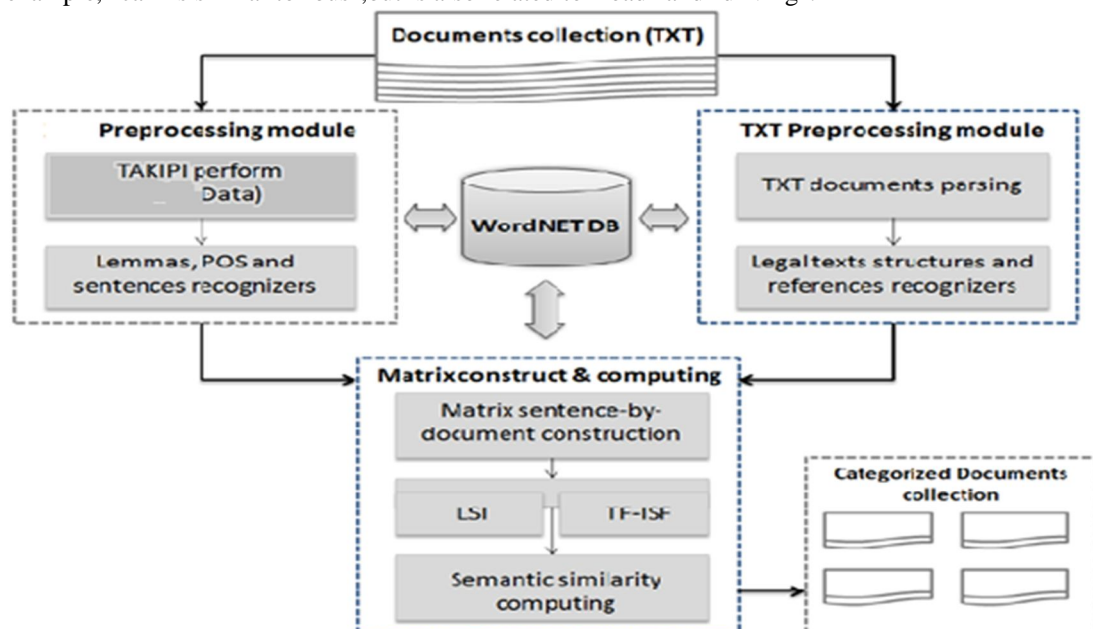 Documents collection (TXT)
Preprocessing module
TAKIPI perform
Data)
Lemmas, POS and
sentences recognizers
WordNET DB
TXT Preprocessing module
TXT documents parsing
Legal texts structures and
references recognizers
Matrixconstruct & computing
Matrix sentence-by-
document construction
LSI
TF-ISF
Semantic similarity
computing
Categorized Documents
collection